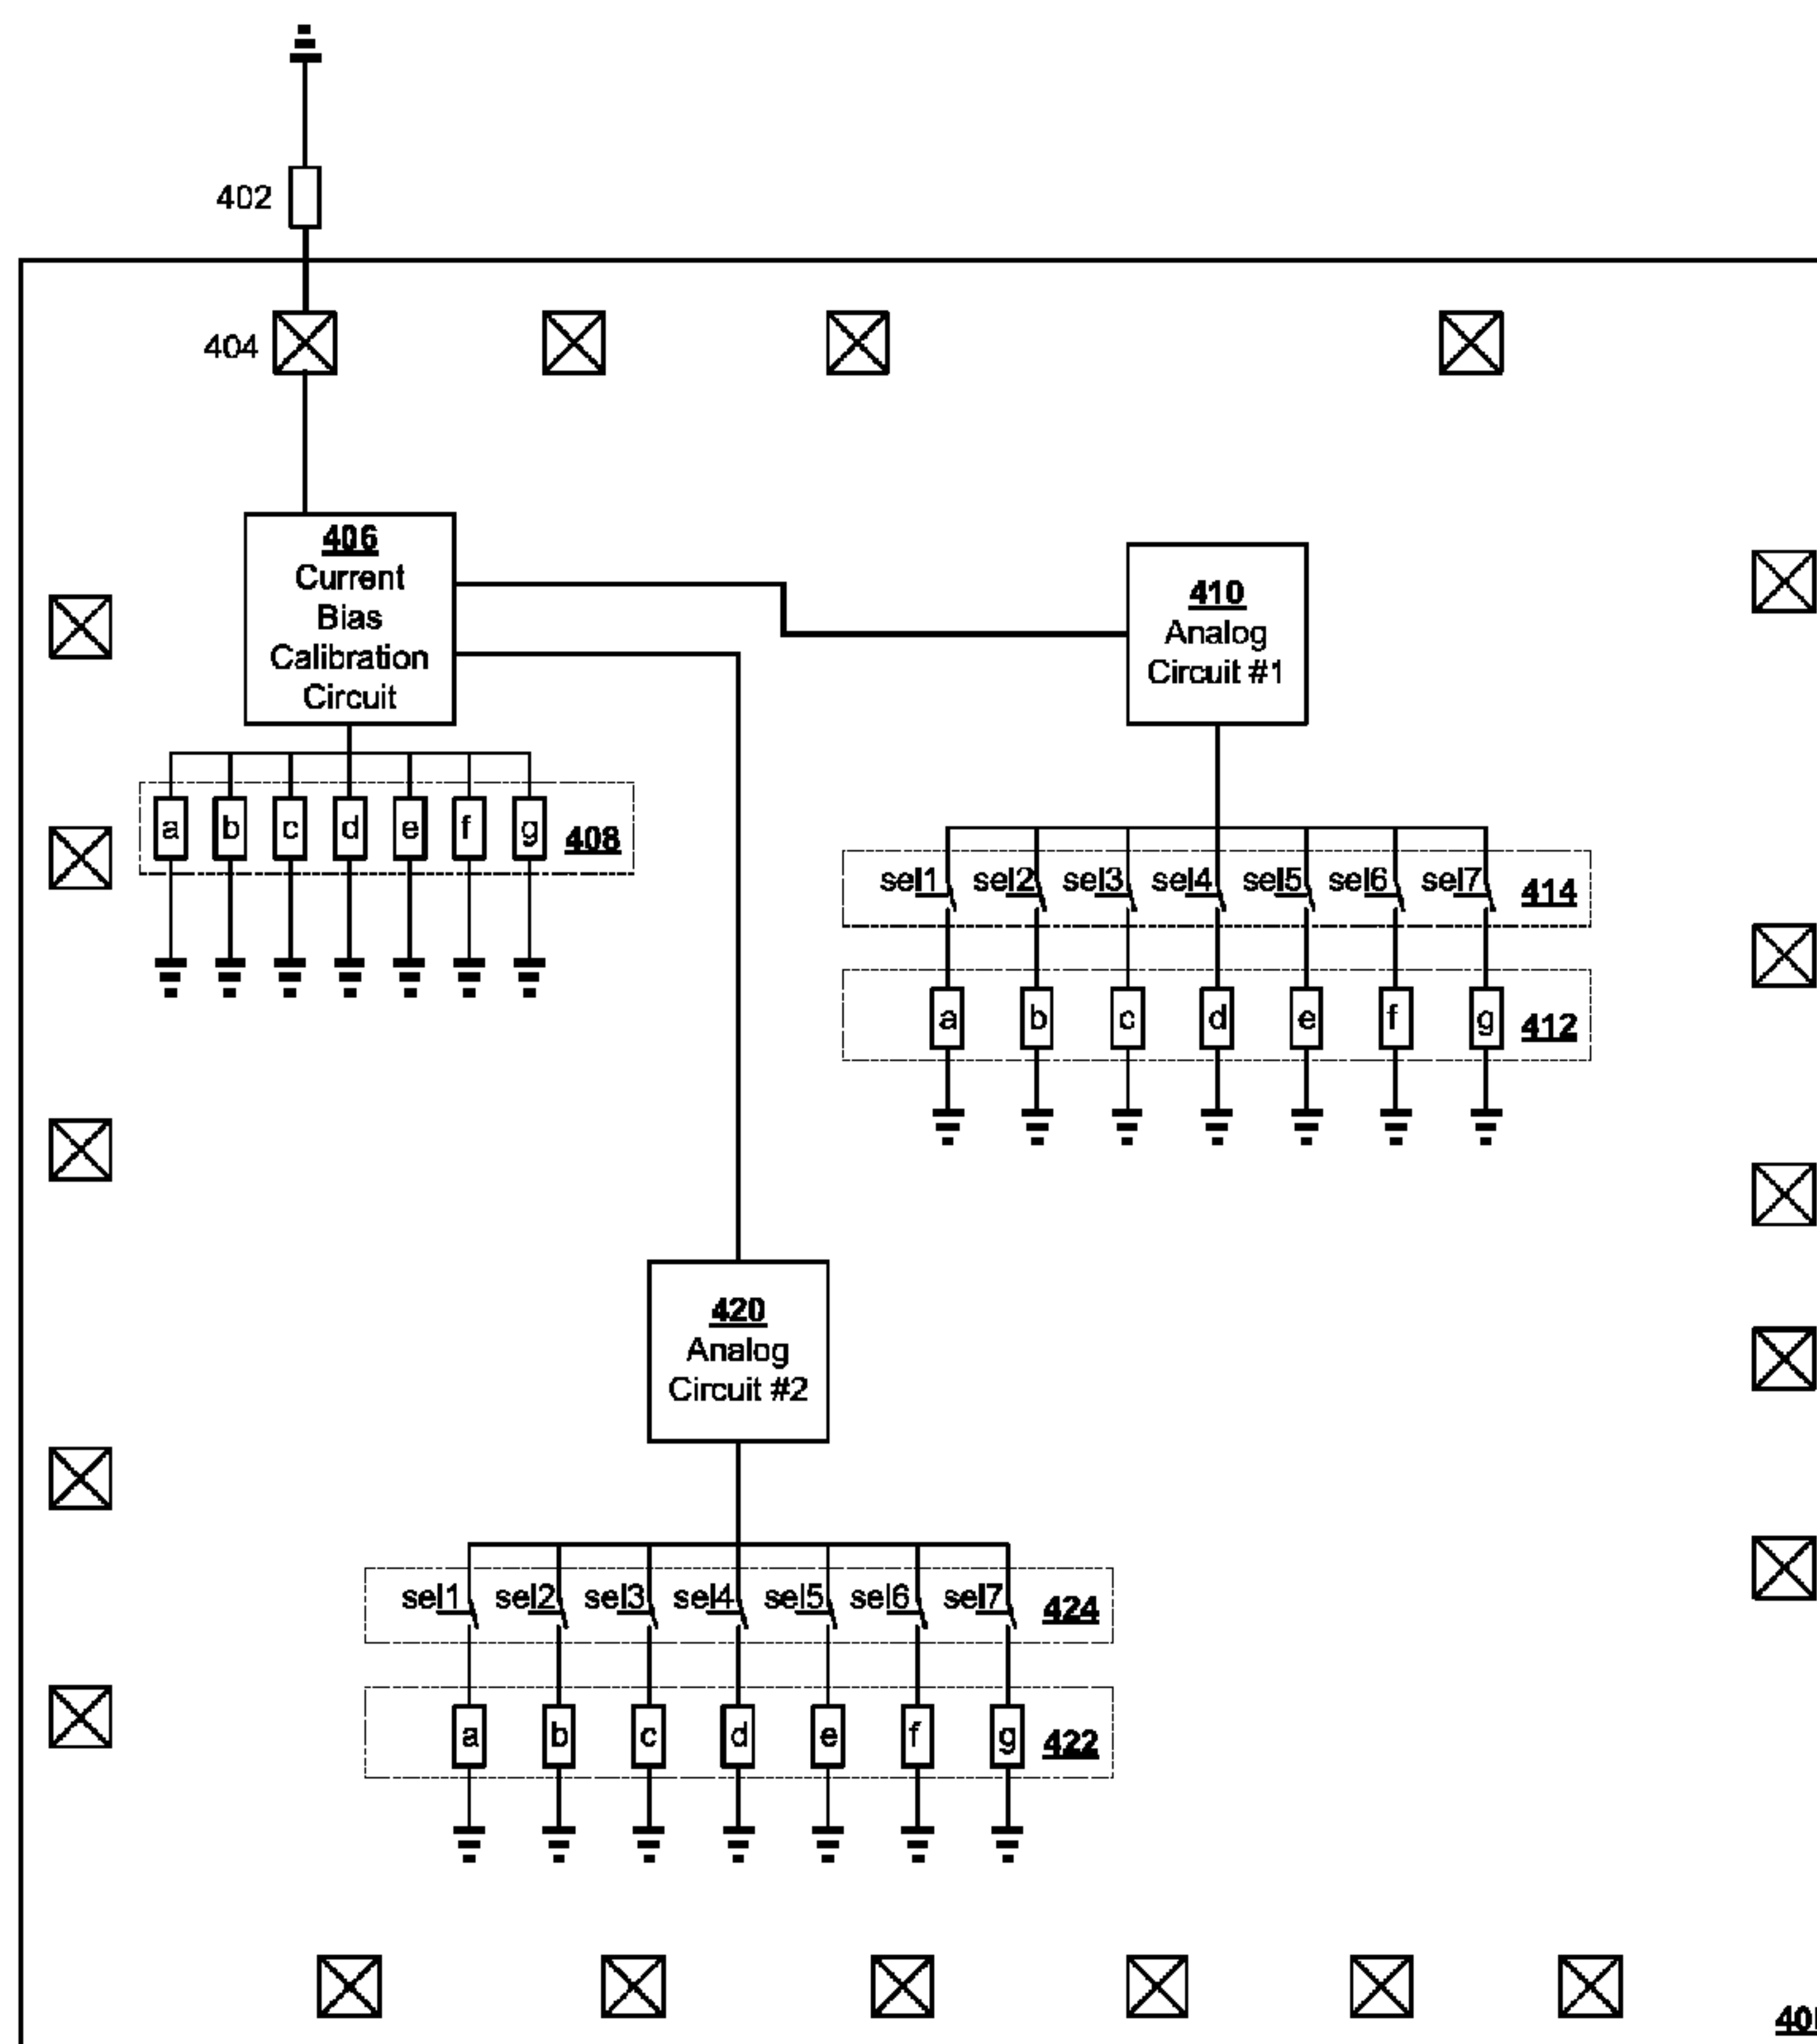 402
404
406
Current
Bias
Calibration
Circuit
410
Analog
Circuit #1
a b c d e f g 408
sel1 sel2 sel3 sel4 sel5 sel6 sel7 414
a b c d e f g 412
420
Analog
Circuit #2
sel1 sel2 sel3 sel4 sel5 sel6 sel7 424
a b c d e f g 422